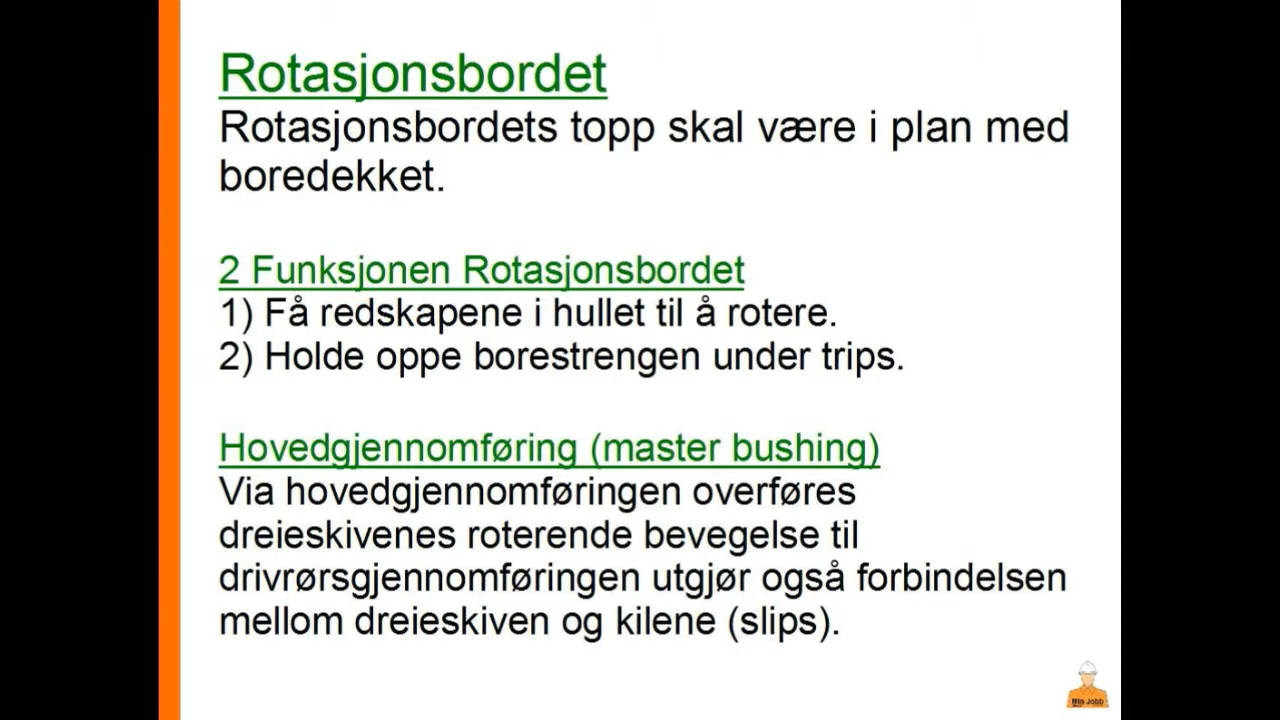 Rotasjonsbordet
Rotasjonsbordets topp skal være i plan med
boredekket.
2 Funksjonen Rotasjonsbordet
1) Få redskapene i hullet til å rotere.
2) Holde oppe borestrengen under trips.
Hovedgjennomføring (master bushing)
Via hovedgjennomføringen overføres
dreieskivenes roterende bevegelse til
drivrørsgjennomføringen utgjør også forbindelsen
mellom dreieskiven og kilene (slips).
Min Jobb